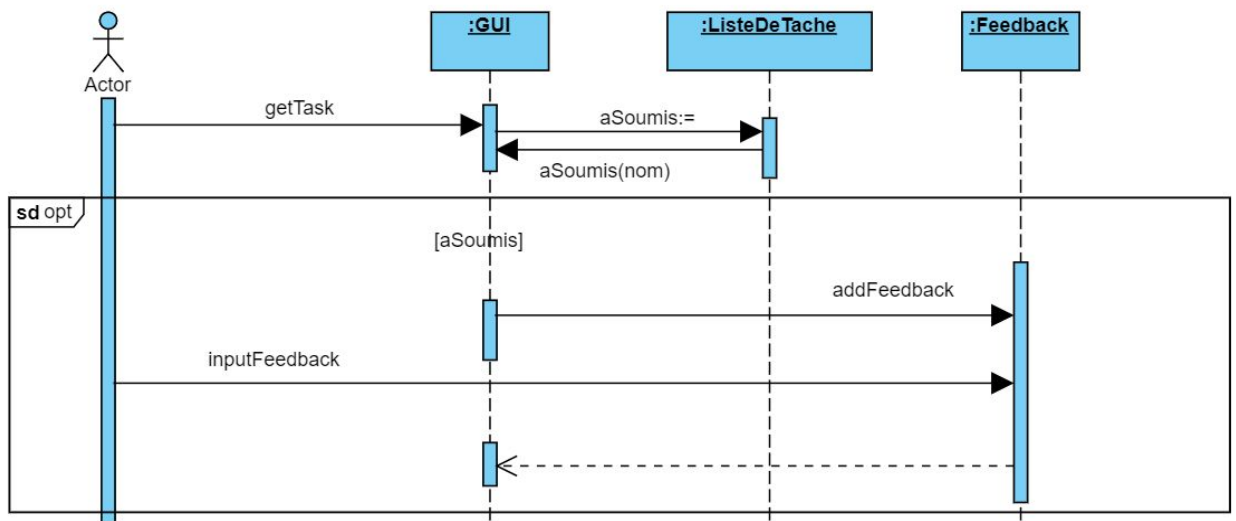 :GUI
:ListeDeTache
:Feedback
Actor
getTask
aSoumis:=
aSoumis(nom)
sd opt
[aSoumis]
addFeedback
inputFeedback